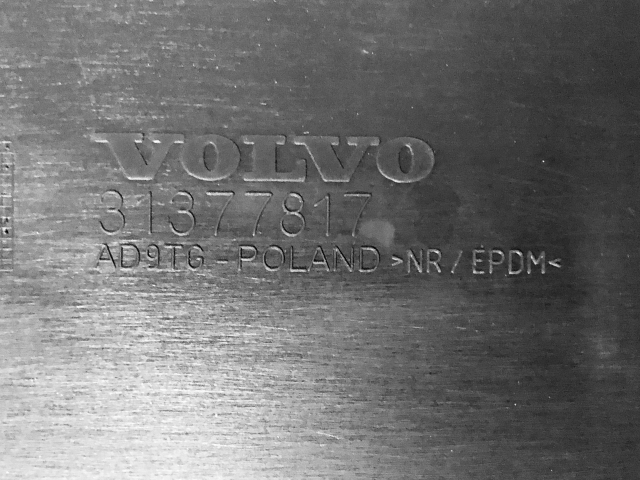 VOLVO
31377817
AD9TG-POLAND >NR/EPDM<